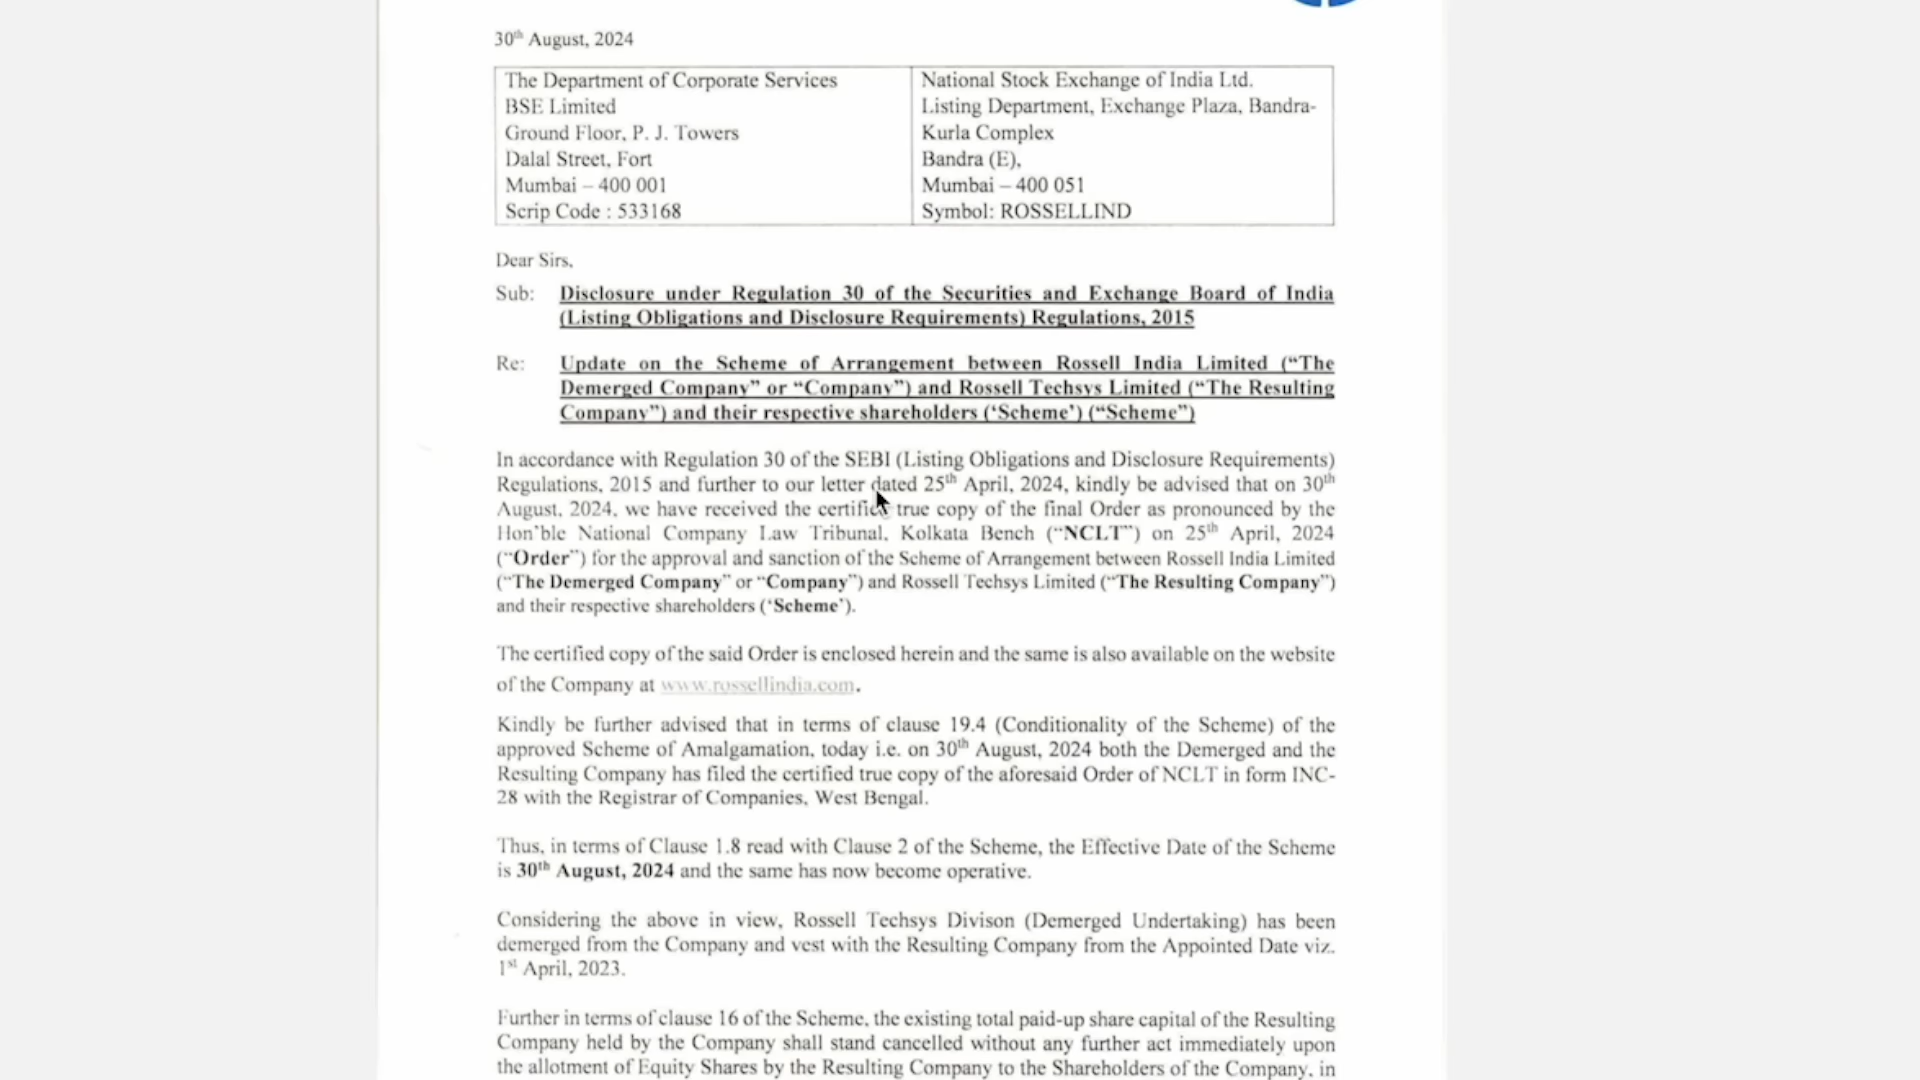 30th August, 2024
The Department of Corporate Services
BSE Limited
Ground Floor, P. J. Towers
Dalal Street, Fort
Mumbai – 400 001
Scrip Code : 533168
National Stock Exchange of India Ltd.
Listing Department, Exchange Plaza, Bandra-
Kurla Complex
Bandra (E),
Mumbai – 400 051
Symbol: ROSSELLIND
Dear Sirs,
Sub: Disclosure under Regulation 30 of the Securities and Exchange Board of India
(Listing Obligations and Disclosure Requirements) Regulations, 2015
Re: Update on the Scheme of Arrangement between Rossell India Limited (“The
Demerged Company” or “Company”) and Rossell Techsys Limited (“The Resulting
Company”) and their respective shareholders (‘Scheme’) (“Scheme”)
In accordance with Regulation 30 of the SEBI (Listing Obligations and Disclosure Requirements)
Regulations, 2015 and further to our letter dated 25th April, 2024, kindly be advised that on 30th
August, 2024, we have received the certified true copy of the final Order as pronounced by the
Hon’ble National Company Law Tribunal, Kolkata Bench (“NCLT”) on 25th April, 2024
(“Order”) for the approval and sanction of the Scheme of Arrangement between Rossell India Limited
(“The Demerged Company” or “Company”) and Rossell Techsys Limited (“The Resulting Company”)
and their respective shareholders (‘Scheme’).
The certified copy of the said Order is enclosed herein and the same is also available on the website
of the Company at www.rossellindia.com.
Kindly be further advised that in terms of clause 19.4 (Conditionality of the Scheme) of the
approved Scheme of Amalgamation, today i.e. on 30th August, 2024 both the Demerged and the
Resulting Company has filed the certified true copy of the aforesaid Order of NCLT in form INC-
28 with the Registrar of Companies, West Bengal.
Thus, in terms of Clause 1.8 read with Clause 2 of the Scheme, the Effective Date of the Scheme
is 30th August, 2024 and the same has now become operative.
Considering the above in view, Rossell Techsys Divison (Demerged Undertaking) has been
demerged from the Company and vest with the Resulting Company from the Appointed Date viz.
1st April, 2023.
Further in terms of clause 16 of the Scheme, the existing total paid-up share capital of the Resulting
Company held by the Company shall stand cancelled without any further act immediately upon
the allotment of Equity Shares by the Resulting Company to the Shareholders of the Company, in